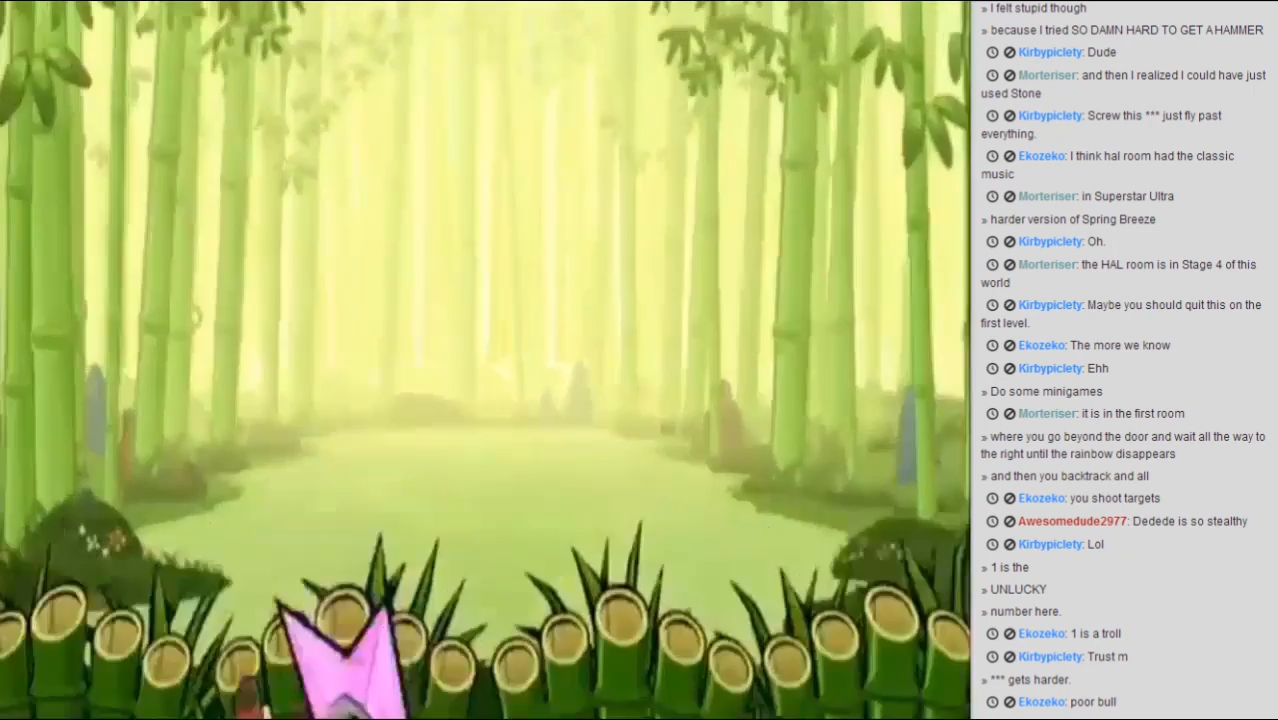 » I felt stupid though
» because I tried SO DAMN HARD TO GET A HAMMER
Kirbypiclety: Dude
Morteriser: and then I realized I could have just
used Stone
Kirbypiclety: Screw this *** just fly past
everything.
Ekozeko: I think hal room had the classic
music
Morteriser: in Superstar Ultra
» harder version of Spring Breeze
Kirbypiclety: Oh.
Morteriser: the HAL room is in Stage 4 of this
world
Kirbypiclety: Maybe you should quit this on the
first level.
Ekozeko: The more we know
Kirbypiclety: Ehh
» Do some minigames
Morteriser: it is in the first room
» where you go beyond the door and wait all the way to
the right until the rainbow disappears
» and then you backtrack and all
Ekozeko: you shoot targets
Awesomedude2977: Dedede is so stealthy
Kirbypiclety: Lol
» 1 is the
» UNLUCKY
» number here.
Ekozeko: 1 is a troll
Kirbypiclety: Trust m
» *** gets harder.
Ekozeko: poor bull